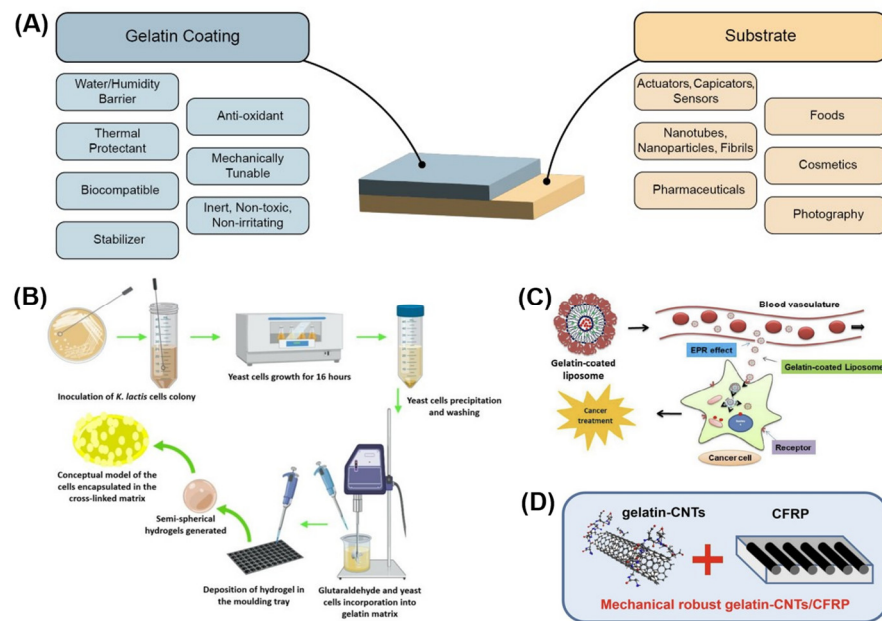 (A)
Gelatin Coating
Water/Humidity
Barrier
Anti-oxidant
Thermal
Protectant
Mechanically
Tunable
Biocompatible
Inert, Non-toxic,
Non-irritating
Stabilizer
Substrate
Actuators, Capicators,
Sensors
Foods
Nanotubes,
Nanoparticles, Fibrils
Cosmetics
Pharmaceuticals
Photography
(B)
Inoculation of K. lactis cells colony
Yeast cells growth for 16 hours
Yeast cells precipitation
and washing
Glutaraldehyde and yeast
cells incorporation into
gelatin matrix
Deposition of hydrogel in
the moulding tray
Semi-spherical
hydrogels generated
Conceptual model of the
cells encapsulated in the
cross-linked matrix
(C)
Blood vasculature
Gelatin-coated
liposome
EPR effect
Gelatin-coated Liposome
Cancer
treatment
Receptor
Cancer cell
(D)
gelatin-CNTs
CFRP
+
Mechanical robust gelatin-CNTs/CFRP